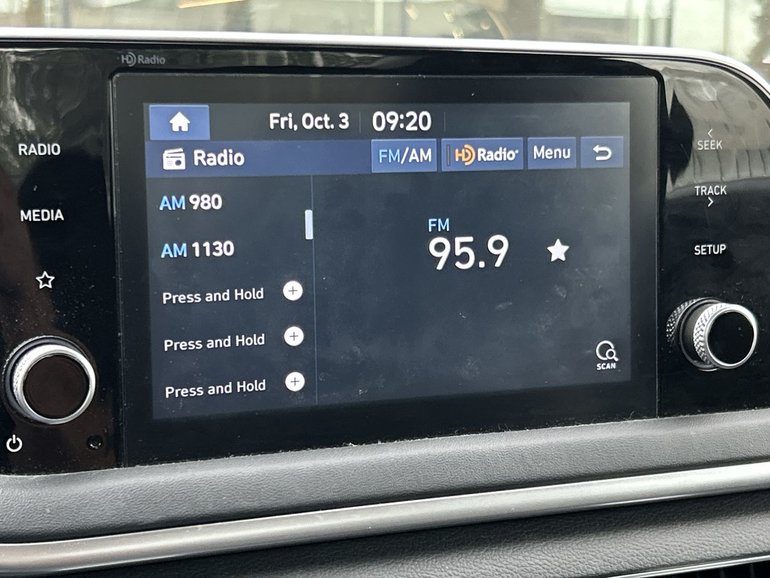 HD Radio
RADIO
MEDIA
Fri, Oct. 3 09:20
Radio FM/AM HD Radio Menu
AM 980
AM 1130
Press and Hold
Press and Hold
Press and Hold
FM
95.9
SCAN
< SEEK
TRACK >
SETUP